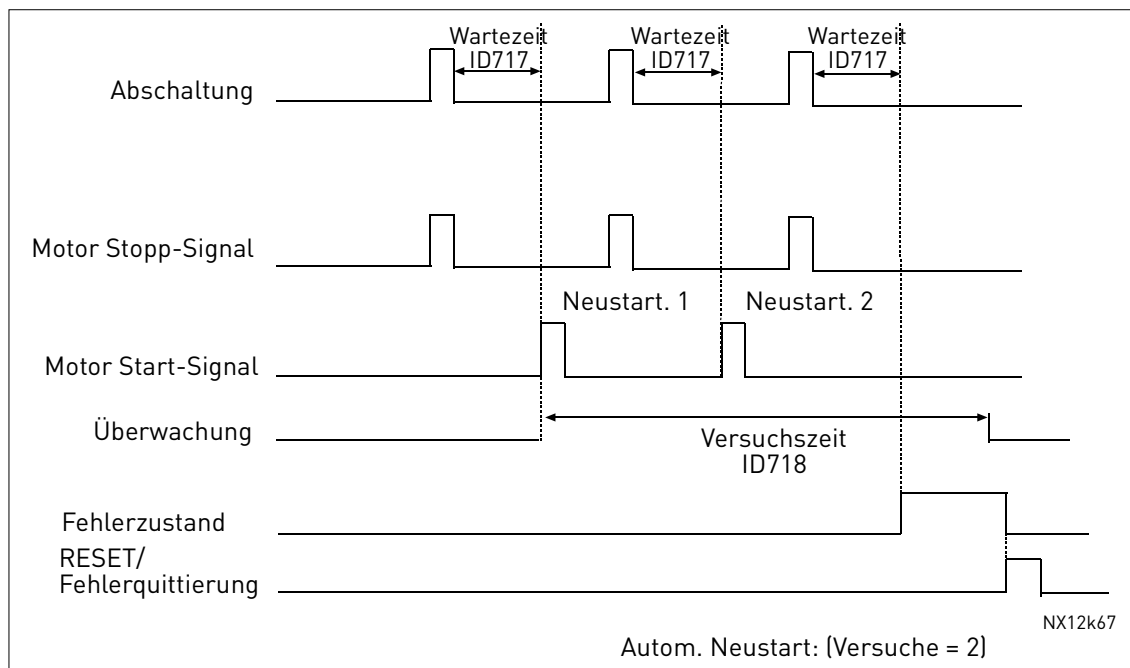 Wartezeit
ID717
Wartezeit
ID717
Wartezeit
ID717
Abschaltung
Motor Stopp-Signal
Neustart. 1
Neustart. 2
Motor Start-Signal
Überwachung
Versuchszeit
ID718
Fehlerzustand
RESET/
Fehlerquittierung
NX12k67
Autom. Neustart: (Versuche = 2)